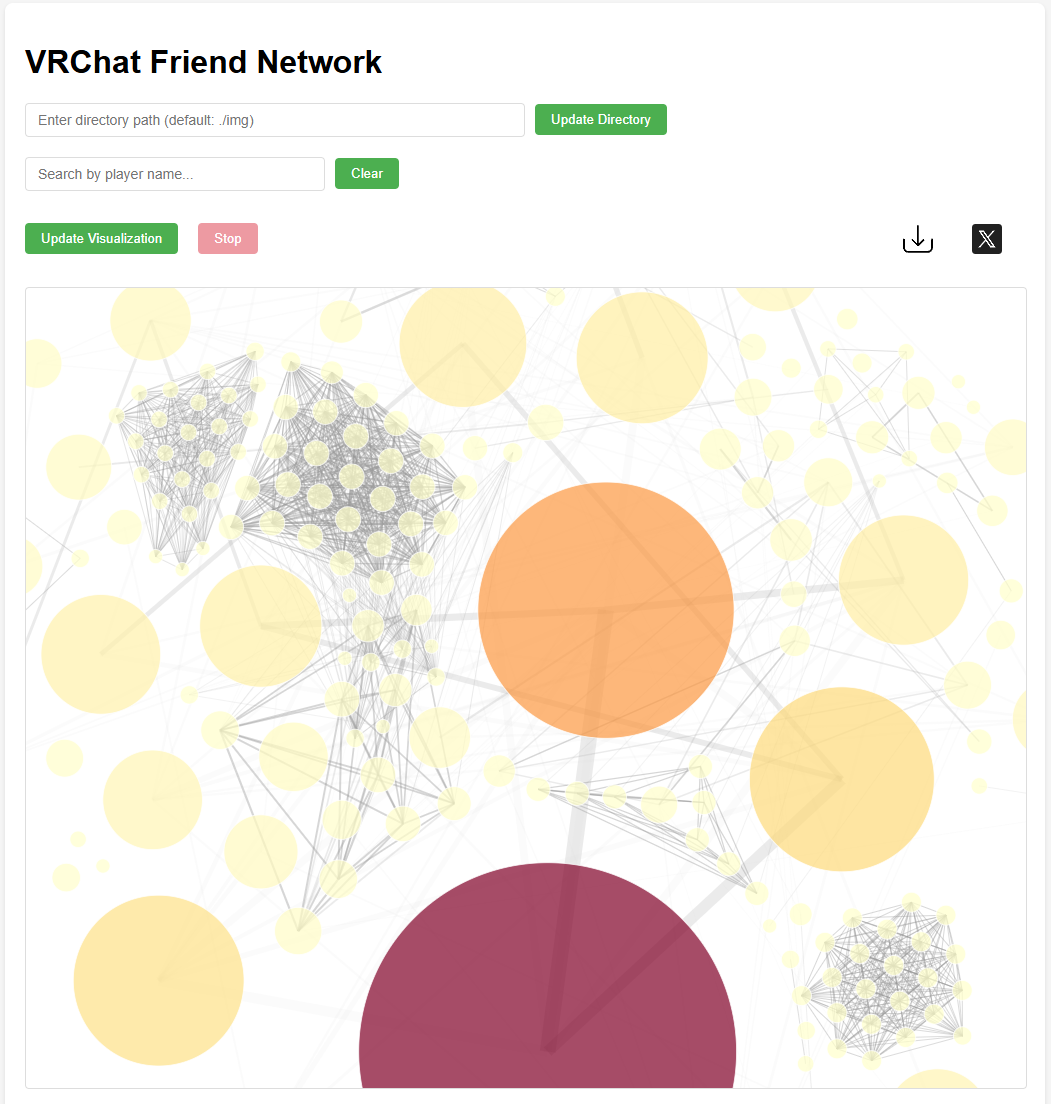 VRChat Friend Network
Enter directory path (default: ./img)
Update Directory
Search by player name...
Clear
Update Visualization
Stop
X